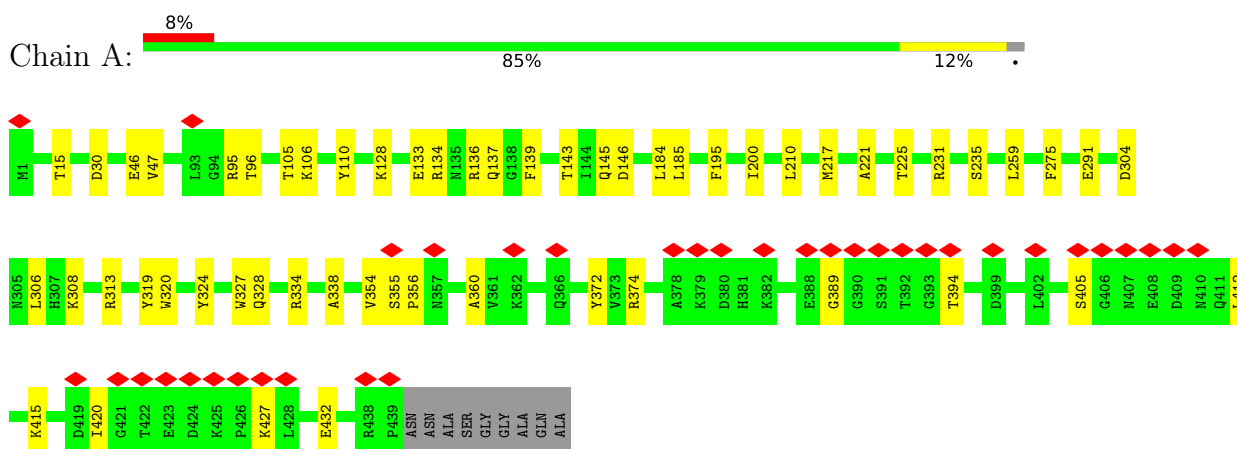 8%
Chain A:
85% 12% •
M1 T15 D30 E46 V47 L93 G94 R95 T96 T105 K106 Y110 K128 E133 R134 N135 R136 Q137 G138 F139 T143 I144 Q145 D146 L184 L185 F195 I200 L210 M217 A221 T225 R231 S235 L259 F275 E291 D304
N305 L306 H307 K308 R313 Y319 W320 Y324 W327 Q328 R334 A338 V354 S355 P356 N357 A360 V361 K362 Q366 Y372 V373 R374 A378 K379 D380 H381 K382 E388 G389 G390 S391 T392 G393 T394 D399 L402 S405 G406 N407 E408 D409 N410 Q411 L412
K415 D419 I420 G421 T422 E423 D424 K425 P426 K427 L428 E432 R438 P439 ASN ASN ALA SER GLY GLY ALA GLN ALA